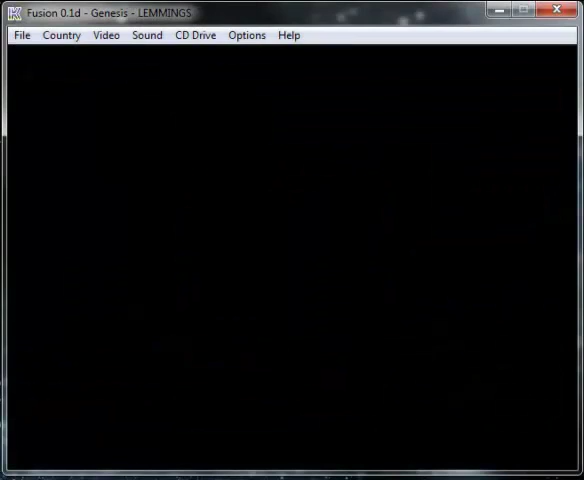 Fusion 0.1d - Genesis - LEMMINGS
File Country Video Sound CD Drive Options Help